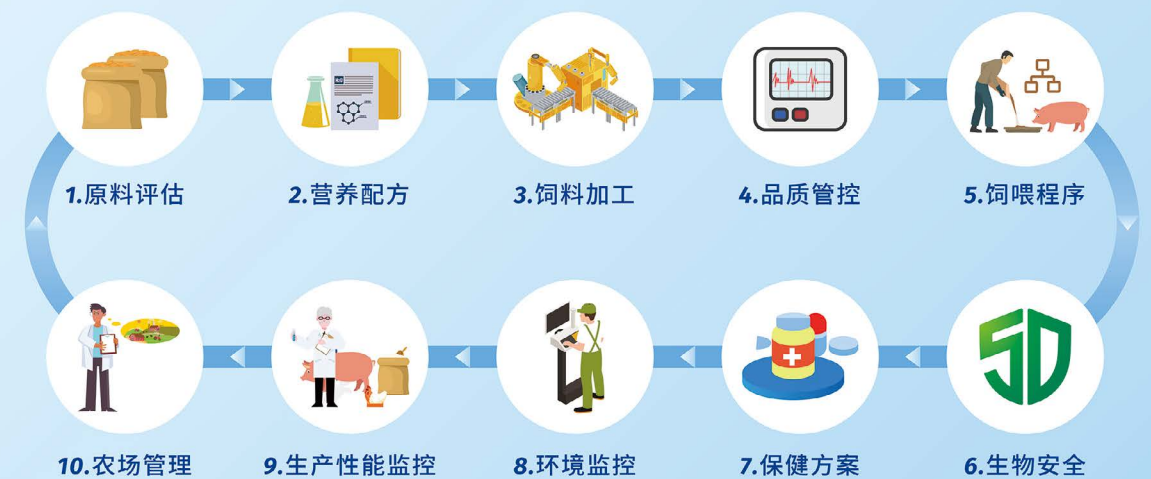 1.原料评估
2.营养配方
3.饲料加工
4.品质管控
5.饲喂程序
10.农场管理
9.生产性能监控
8.环境监控
7.保健方案
6.生物安全